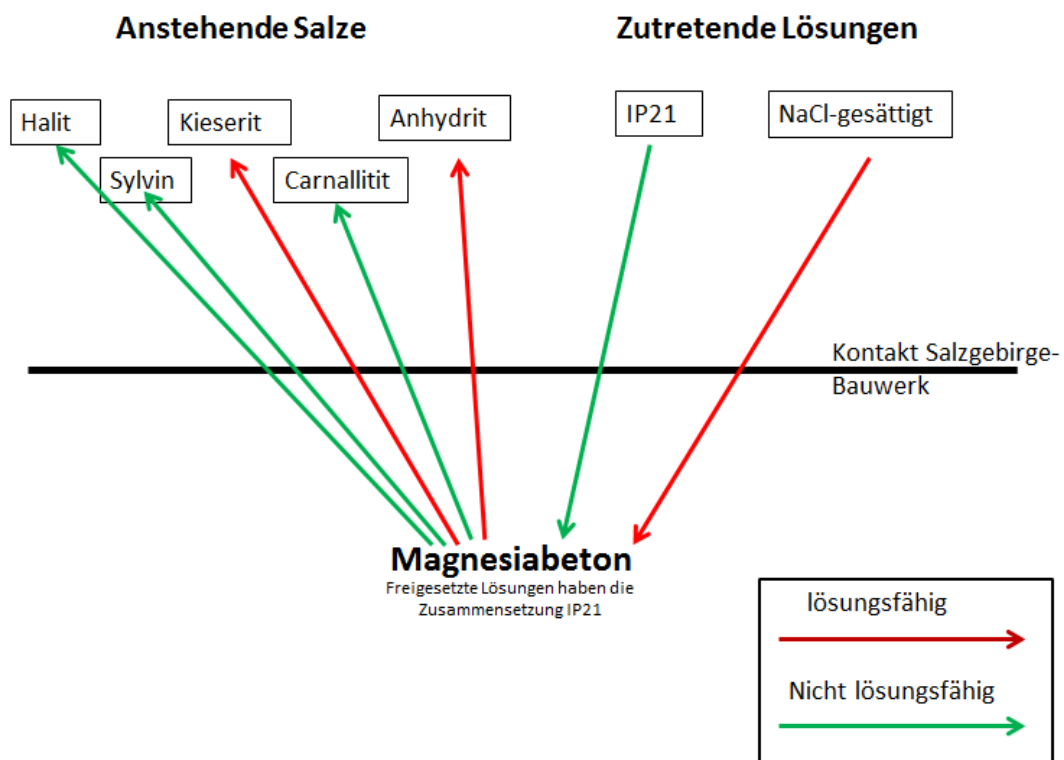 Anstehende Salze
Zutretende Lösungen
Halit
Kieserit
Anhydrit
IP21
NaCl-gesättigt
Sylvin
Carnallitit
Kontakt Salzgebirge-
Bauwerk
Magnesiabeton
Freigesetzte Lösungen haben die
Zusammensetzung IP21
lösungsfähig
Nicht lösungsfähig